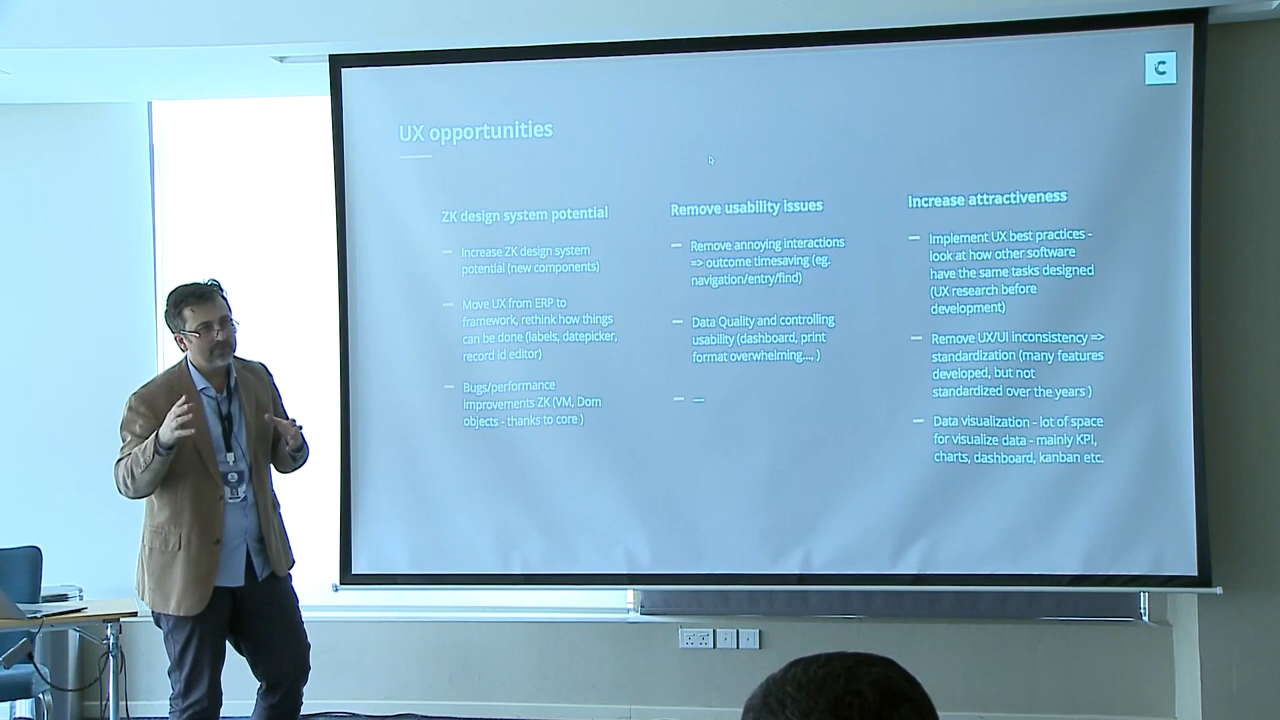 C
UX opportunities
ZK design system potential
— Increase ZK design system
potential (new components)
— Move UX from ERP to
framework, rethink how things
can be done (labels, datepicker,
record id editor)
— Bugs/performance
improvements ZK (VM, Dom
objects - thanks to core )
Remove usability issues
— Remove annoying interactions
=> outcome timesaving (eg.
navigation/entry/find)
— Data Quality and controlling
usability (dashboard, print
format overwhelming..., )
— —
Increase attractiveness
— Implement UX best practices -
look at how other software
have the same tasks designed
(UX research before
development)
— Remove UX/UI inconsistency =>
standardization (many features
developed, but not
standardized over the years )
— Data visualization - lot of space
for visualize data - mainly KPI,
charts, dashboard, kanban etc.